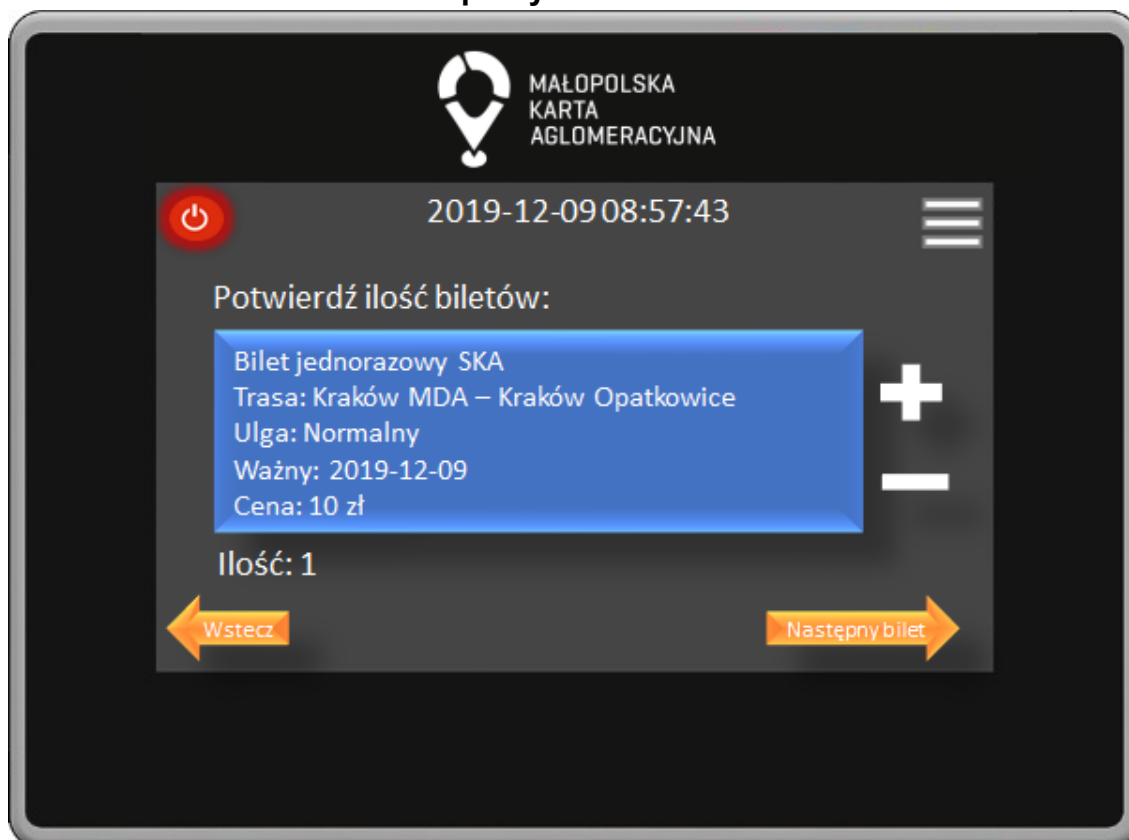 MAŁOPOLSKA
KARTA
AGLOMERACYJNA
2019-12-09 08:57:43
Potwierdź ilość biletów:
Bilet jednorazowy SKA
Trasa: Kraków MDA – Kraków Opatkowice
Ulga: Normalny
Ważny: 2019-12-09
Cena: 10 zł
Ilość: 1
Wstecz
Następny bilet